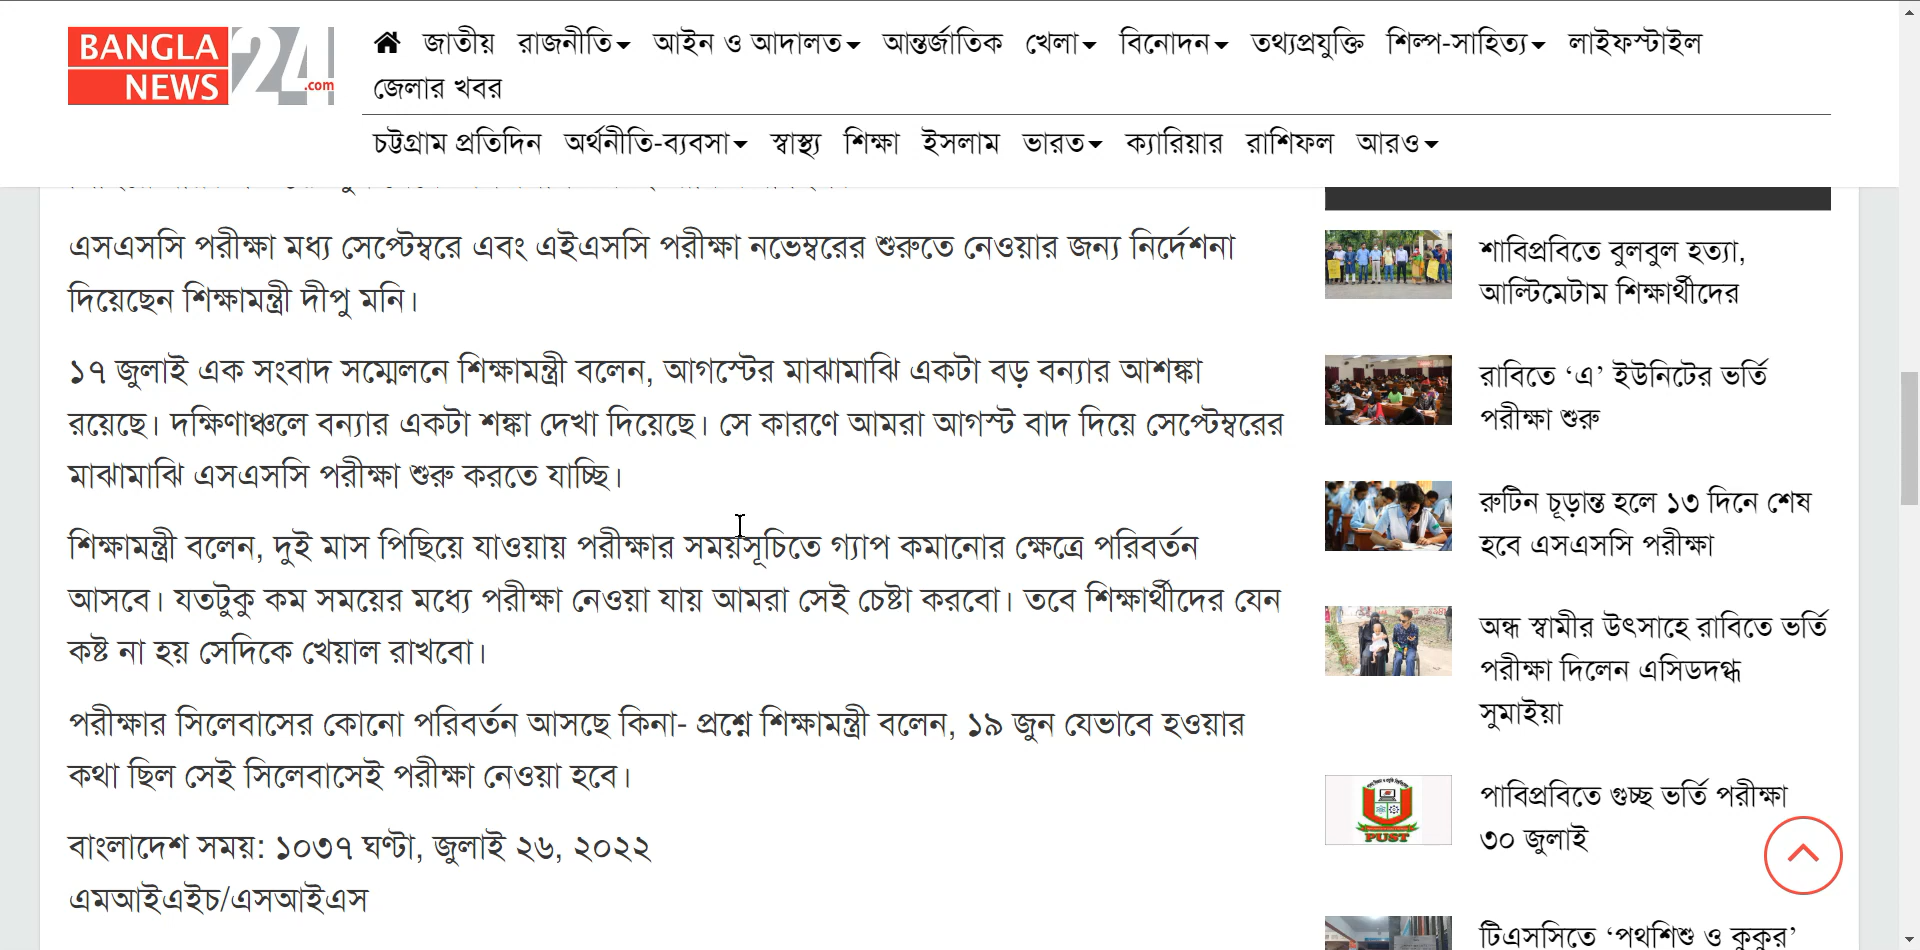 BANGLA
NEWS
24
.com
জাতীয় রাজনীতি আইন ও আদালত আন্তর্জাতিক খেলা বিনোদন তথ্যপ্রযুক্তি শিল্প-সাহিত্য লাইফস্টাইল
জেলার খবর
চট্টগ্রাম প্রতিদিন অর্থনীতি-ব্যবসা স্বাস্থ্য শিক্ষা ইসলাম ভারত ক্যারিয়ার রাশিফল আরও
এসএসসি পরীক্ষা মধ্য সেপ্টেম্বরে এবং এইএসসি পরীক্ষা নভেম্বরের শুরুতে নেওয়ার জন্য নির্দেশনা
দিয়েছেন শিক্ষামন্ত্রী দীপু মনি।
১৭ জুলাই এক সংবাদ সম্মেলনে শিক্ষামন্ত্রী বলেন, আগস্টের মাঝামাঝি একটা বড় বন্যার আশঙ্কা
রয়েছে। দক্ষিণাঞ্চলে বন্যার একটা শঙ্কা দেখা দিয়েছে। সে কারণে আমরা আগস্ট বাদ দিয়ে সেপ্টেম্বরের
মাঝামাঝি এসএসসি পরীক্ষা শুরু করতে যাচ্ছি।
শিক্ষামন্ত্রী বলেন, দুই মাস পিছিয়ে যাওয়ায় পরীক্ষার সময়সূচিতে গ্যাপ কমানোর ক্ষেত্রে পরিবর্তন
আসবে। যতটুকু কম সময়ের মধ্যে পরীক্ষা নেওয়া যায় আমরা সেই চেষ্টা করবো। তবে শিক্ষার্থীদের যেন
কষ্ট না হয় সেদিকে খেয়াল রাখবো।
পরীক্ষার সিলেবাসের কোনো পরিবর্তন আসছে কিনা- প্রশ্নে শিক্ষামন্ত্রী বলেন, ১৯ জুন যেভাবে হওয়ার
কথা ছিল সেই সিলেবাসেই পরীক্ষা নেওয়া হবে।
বাংলাদেশ সময়: ১০৩৭ ঘণ্টা, জুলাই ২৬, ২০২২
এমআইএইচ/এসআইএস
শাবিপ্রবিতে বুলবুল হত্যা,
আল্টিমেটাম শিক্ষার্থীদের
রাবিতে ‘এ’ ইউনিটের ভর্তি
পরীক্ষা শুরু
রুটিন চূড়ান্ত হলে ১৩ দিনে শেষ
হবে এসএসসি পরীক্ষা
অন্ধ স্বামীর উৎসাহে রাবিতে ভর্তি
পরীক্ষা দিলেন এসিডদগ্ধ
সুমাইয়া
PUST
পাবিপ্রবিতে গুচ্ছ ভর্তি পরীক্ষা
৩০ জুলাই
টিএসসিতে ‘পথশিশু ও কুকুর’